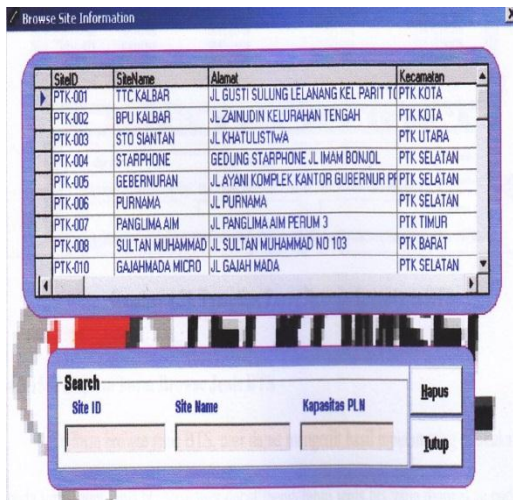 Browse Site Information
SiteID SiteName Alamat Kecamatan
PTK-001 TTC KALBAR JL GUSTI SULUNG LELANANG KEL PARIT TO PTK KOTA
PTK-002 BPU KALBAR JL ZAINUDIN KELURAHAN TENGAH PTK KOTA
PTK-003 STO SIANTAN JL KHATULISTIWA PTK UTARA
PTK-004 STARPHONE GEDUNG STARPHONE JL IMAM BONJOL PTK SELATAN
PTK-005 GEBERNURAN JL AYANI KOMPLEK KANTOR GUBERNUR PTK SELATAN
PTK-006 PURNAMA JL PURNAMA PTK SELATAN
PTK-007 PANGLIMA AIM JL PANGLIMA AIM PERUM 3 PTK TIMUR
PTK-008 SULTAN MUHAMMAD JL SULTAN MUHAMMAD NO 103 PTK BARAT
PTK-010 GAJAHMADA MICRO JL GAJAH MADA PTK SELATAN
Search
Site ID Site Name Kapasitas PLN
Hapus
Tutup